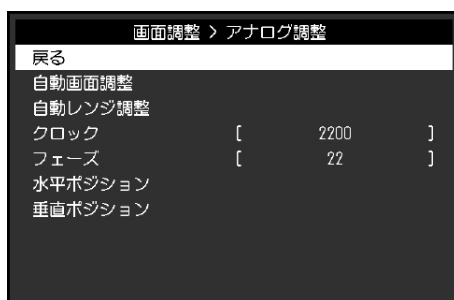 画面調整 > アナログ調整
戻る
自動画面調整
自動レンジ調整
クロック [ 2200 ]
フェーズ [ 22 ]
水平ポジション
垂直ポジション